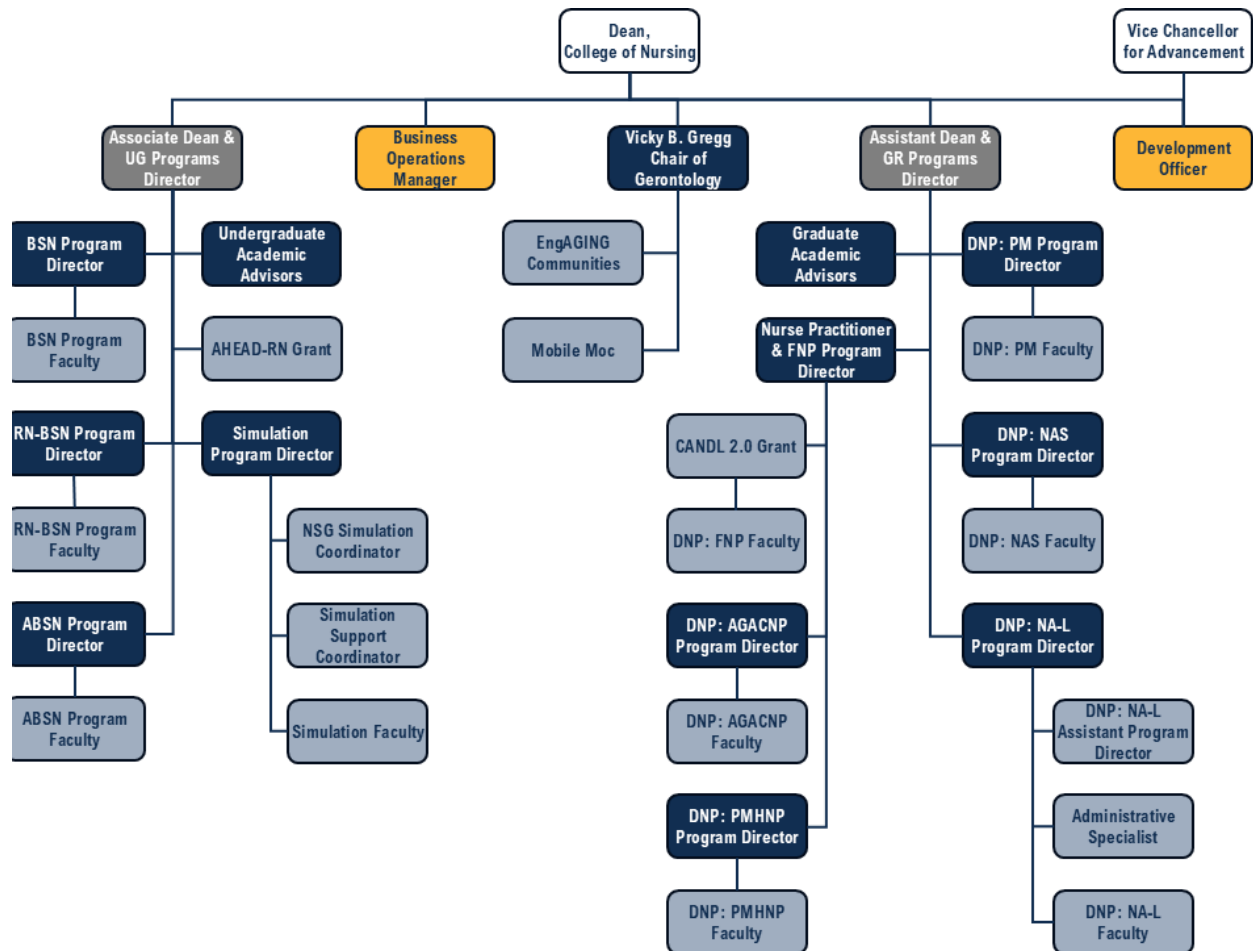 Dean,
College of Nursing
Vice Chancellor
for Advancement
Associate Dean &
UG Programs
Director
Business
Operations
Manager
Vicky B. Gregg
Chair of
Gerontology
Assistant Dean &
GR Programs
Director
Development
Officer
BSN Program
Director
Undergraduate
Academic
Advisors
EngAGING
Communities
Graduate
Academic
Advisors
DNP: PM Program
Director
BSN Program
Faculty
AHEAD-RN Grant
Mobile Moc
Nurse Practitioner
& FNP Program
Director
DNP: PM Faculty
RN-BSN Program
Director
Simulation
Program Director
CANDL 2.0 Grant
DNP: NAS
Program Director
RN-BSN Program
Faculty
NSG Simulation
Coordinator
DNP: FNP Faculty
DNP: NAS Faculty
ABSN Program
Director
Simulation
Support
Coordinator
DNP: AGACNP
Program Director
DNP: NA-L
Program Director
ABSN Program
Faculty
Simulation Faculty
DNP: AGACNP
Faculty
DNP: NA-L
Assistant Program
Director
DNP: PMHNP
Program Director
Administrative
Specialist
DNP: PMHNP
Faculty
DNP: NA-L
Faculty